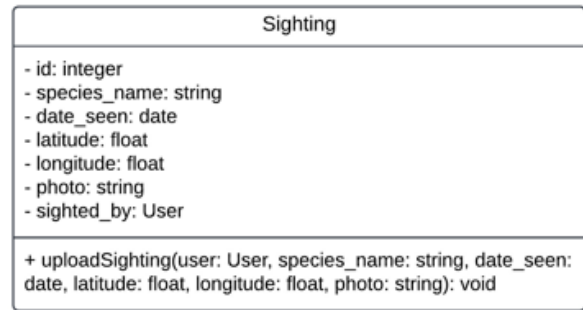 Sighting
- id: integer
- species_name: string
- date_seen: date
- latitude: float
- longitude: float
- photo: string
- sighted_by: User
+ uploadSighting(user: User, species_name: string, date_seen:
date, latitude: float, longitude: float, photo: string): void